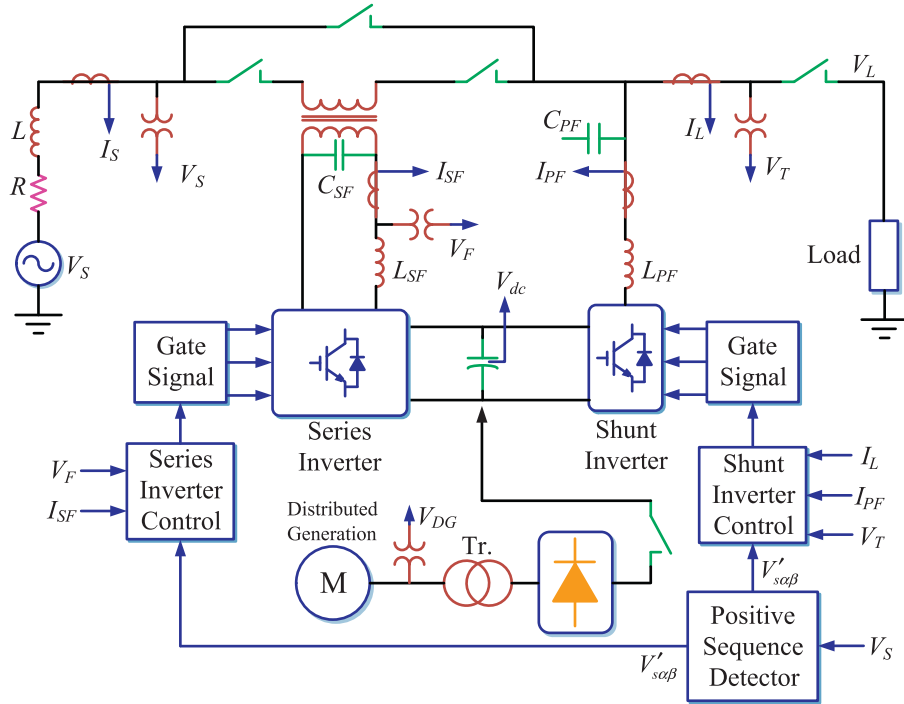 V_L
L
I_S
V_S
C_PF
I_L
V_T
R
C_SF
I_SF
I_PF
V_F
V_S
L_SF
V_dc
L_PF
Load
Gate
Signal
Gate
Signal
Series
Inverter
Shunt
Inverter
V_F
I_SF
Series
Inverter
Control
Shunt
Inverter
Control
I_L
I_PF
V_T
Distributed
Generation
V_DG
Tr.
M
V'_sαβ
Positive
Sequence
Detector
V'_sαβ
V_S